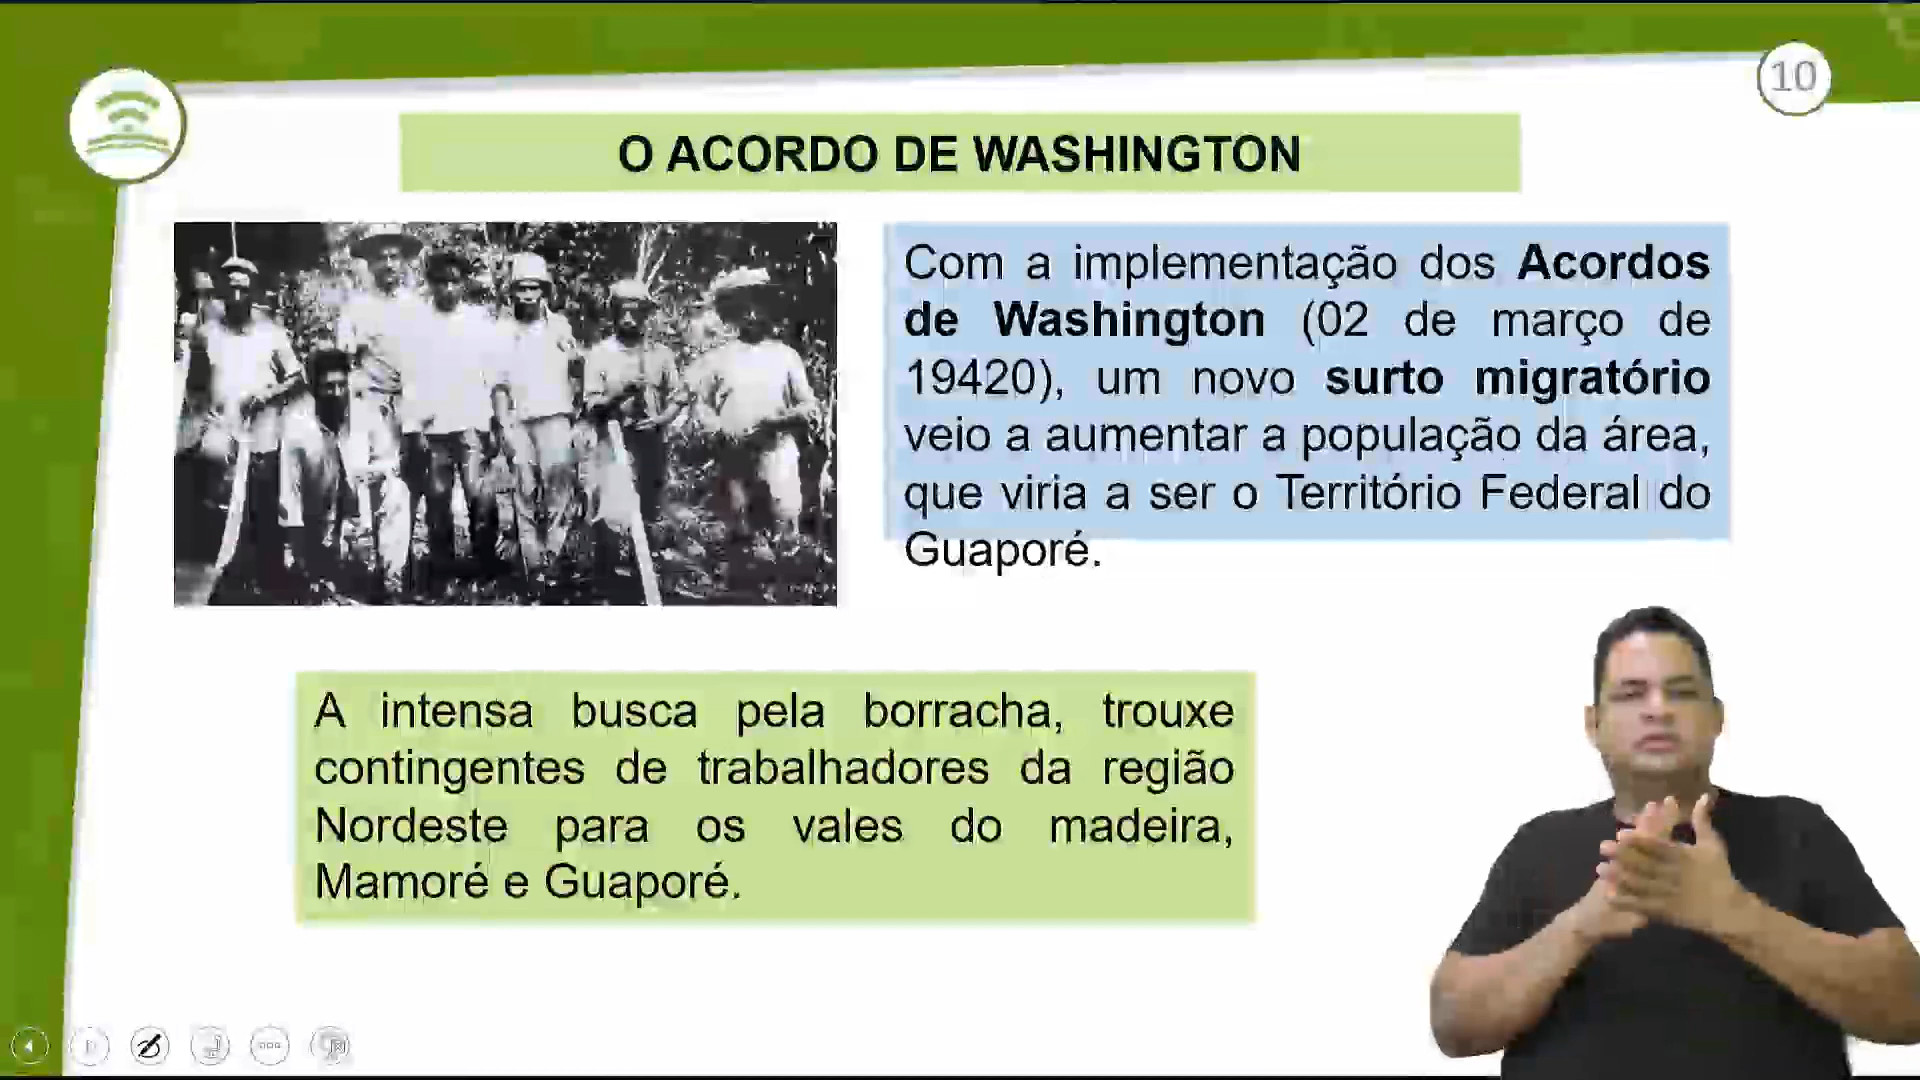 10
O ACORDO DE WASHINGTON
Com a implementação dos Acordos
de Washington (02 de março de
19420), um novo surto migratório
veio a aumentar a população da área,
que viria a ser o Território Federal do
Guaporé.
A intensa busca pela borracha, trouxe
contingentes de trabalhadores da região
Nordeste para os vales do madeira,
Mamoré e Guaporé.